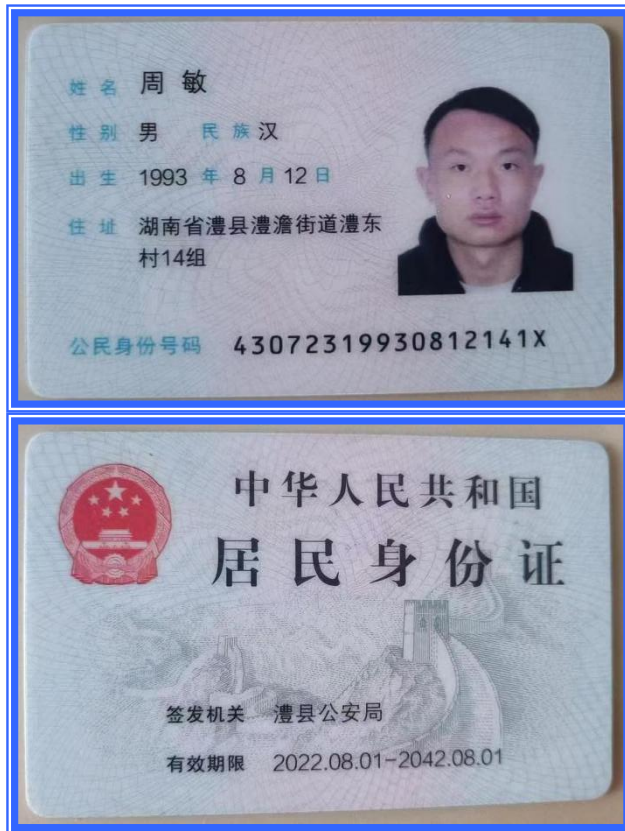 姓名 周敏
性别 男 民族 汉
出生 1993 年 8 月 12 日
住址 湖南省澧县澧澹街道澧东
村14组
公民身份号码 43072319930812141X
中华人民共和国
居民身份证
签发机关 澧县公安局
有效期限 2022.08.01-2042.08.01